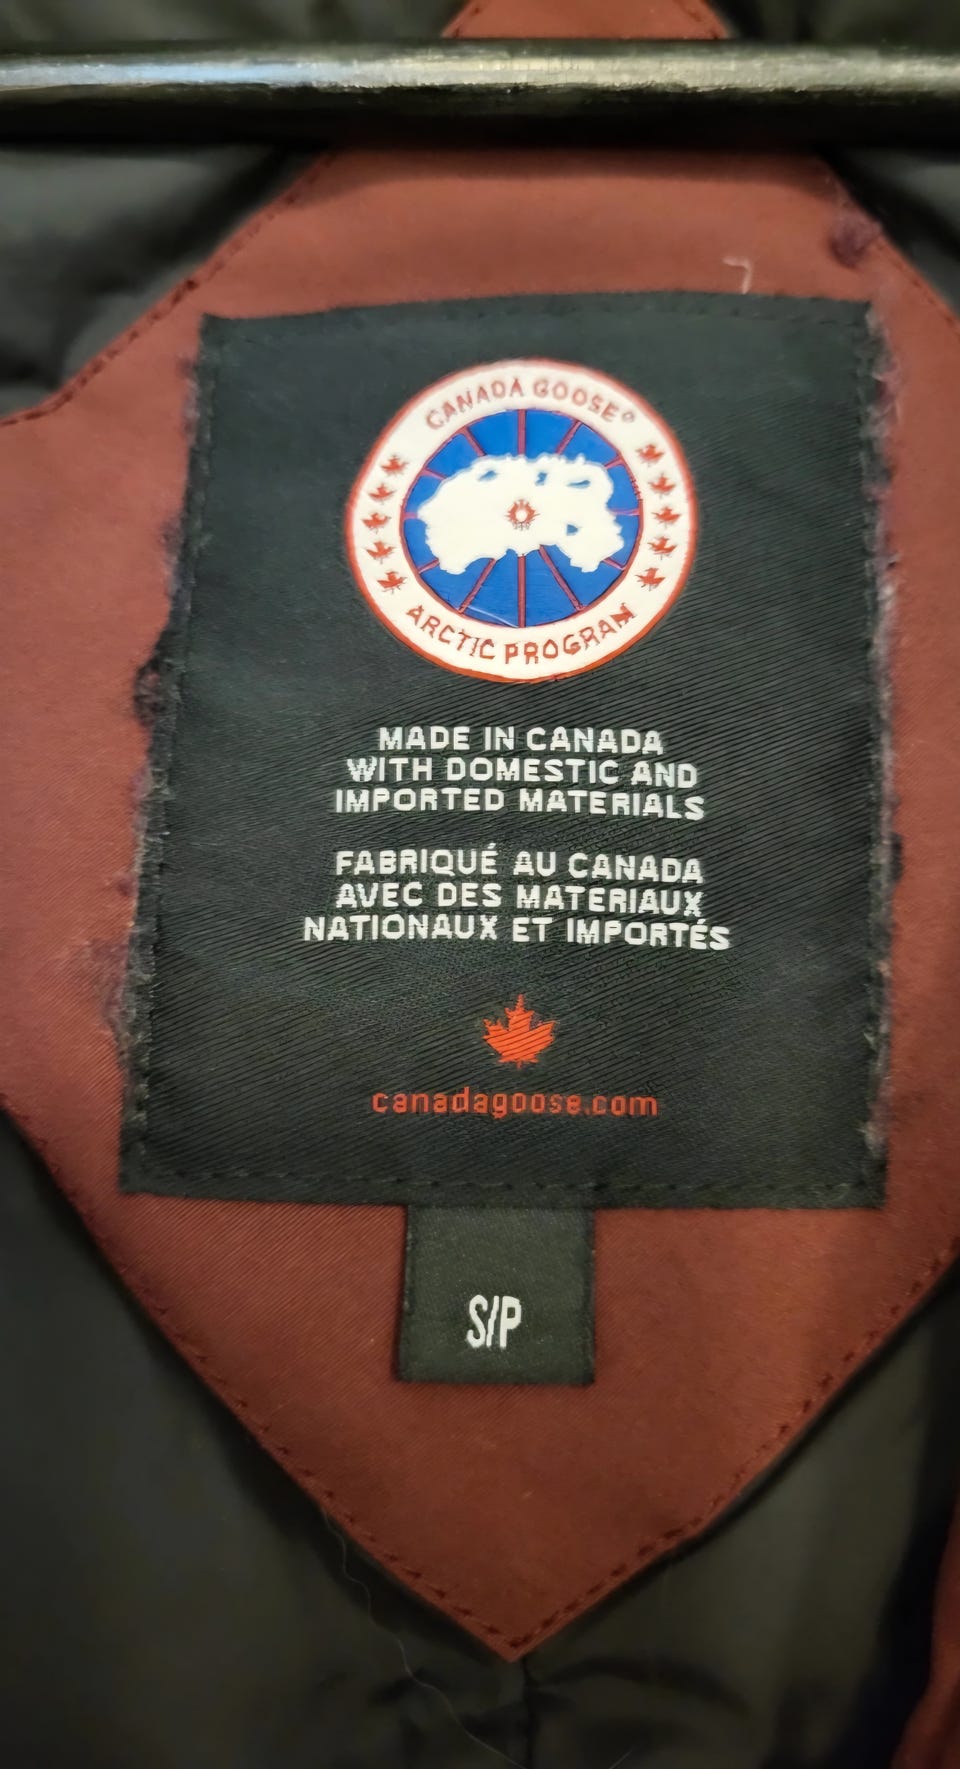 CANADA GOOSE®
ARCTIC PROGRAM
MADE IN CANADA
WITH DOMESTIC AND
IMPORTED MATERIALS
FABRIQUÉ AU CANADA
AVEC DES MATERIAUX
NATIONAUX ET IMPORTÉS
canadagoose.com
S/P